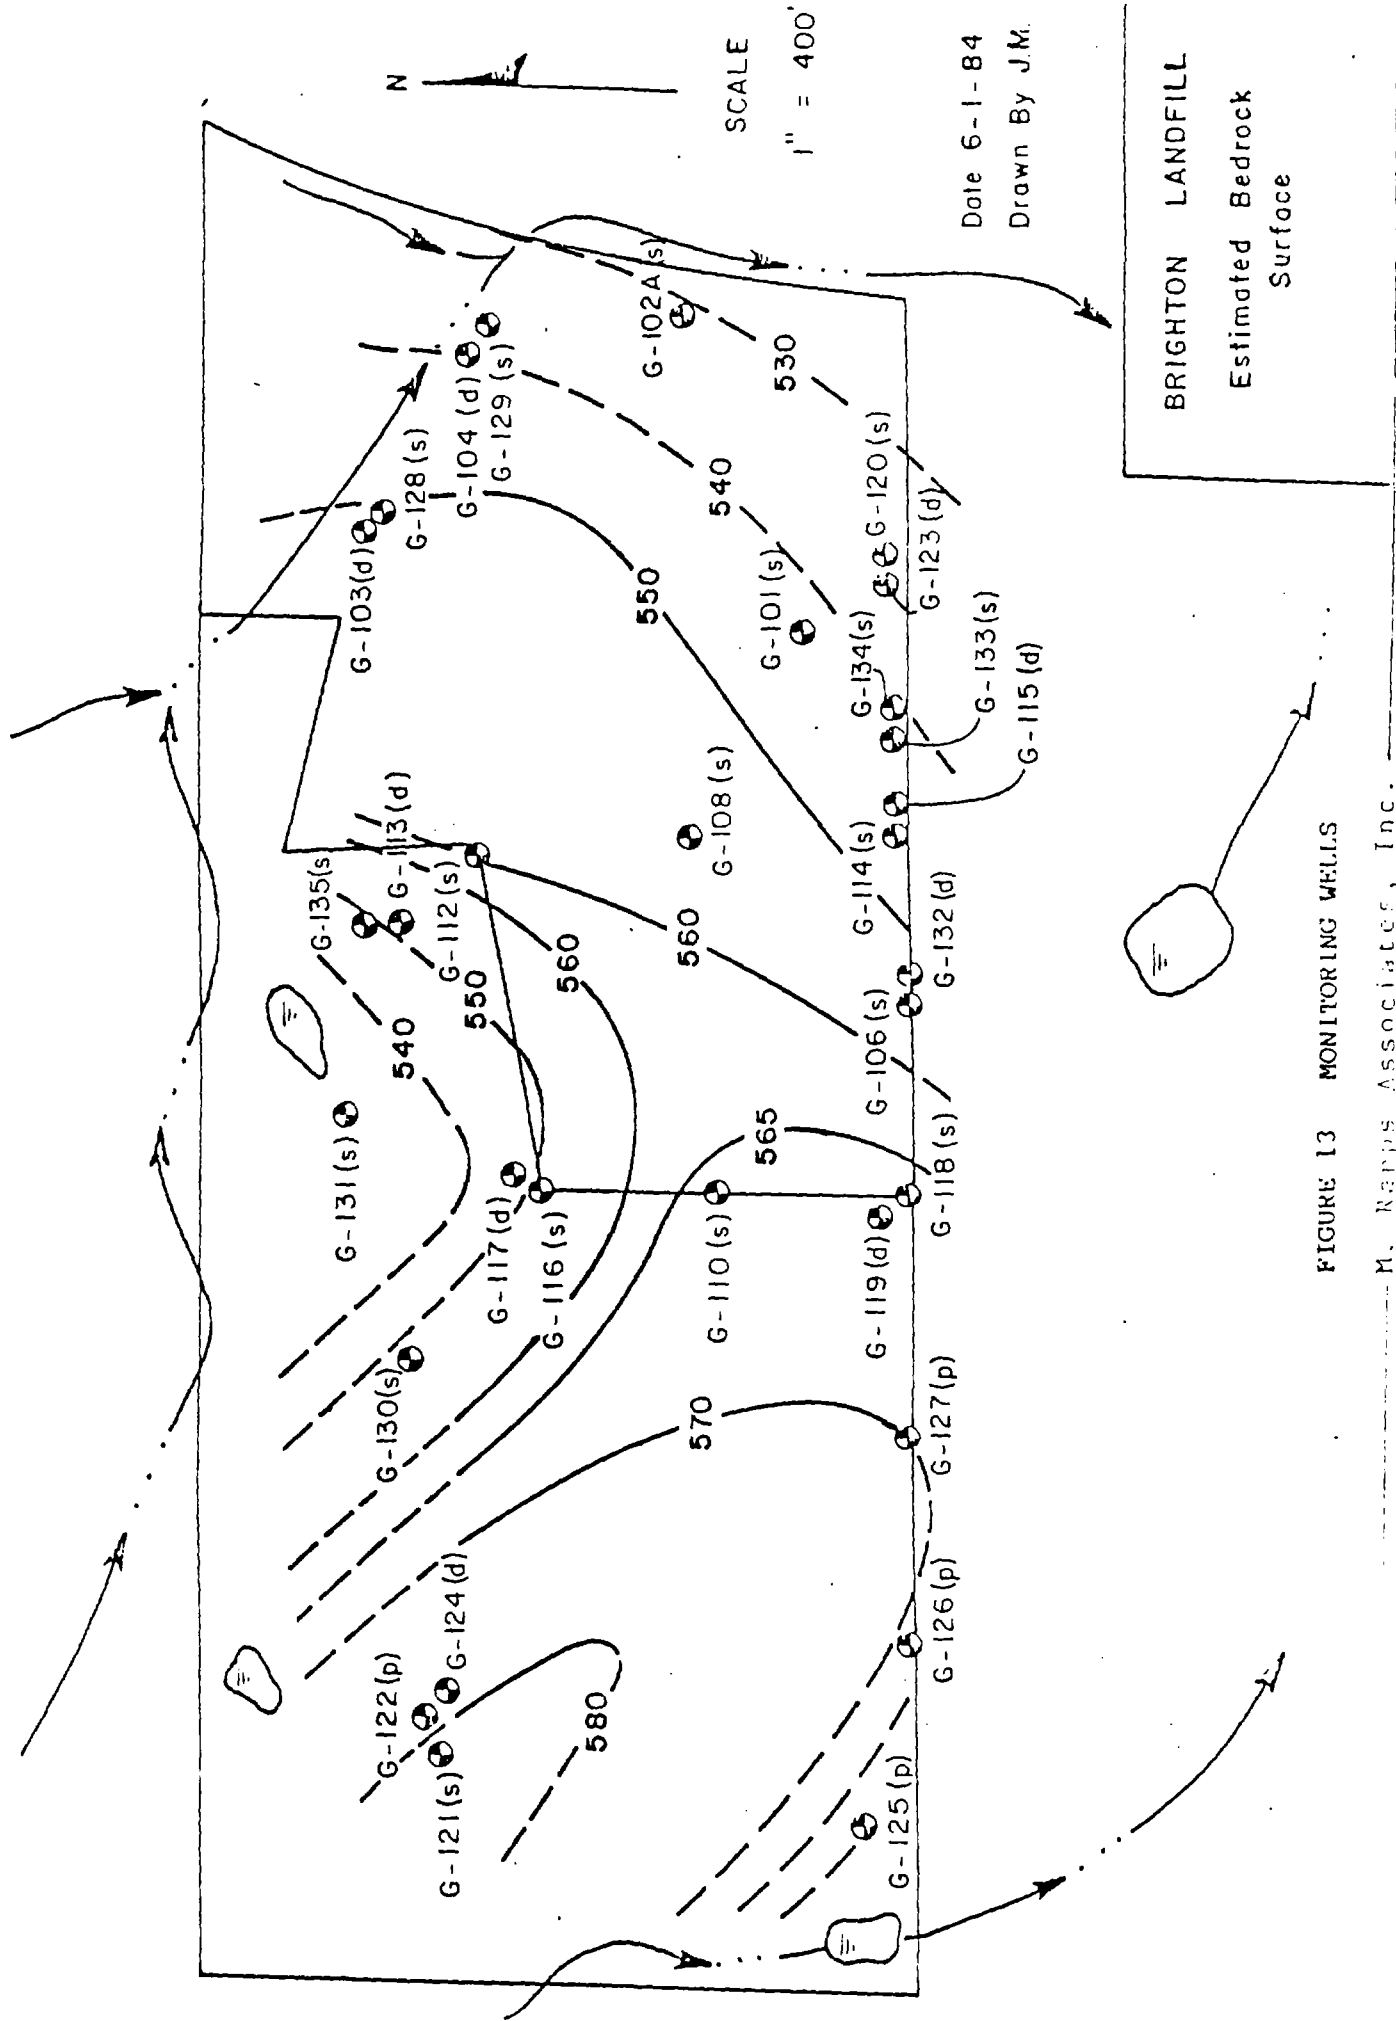 N
SCALE
1" = 400'
Date 6-1-84
Drawn By J.M.
BRIGHTON LANDFILL
Estimated Bedrock
Surface
G-122(p)
G-124(d)
G-121(s)
580
570
G-130(s)
G-131(s)
540
G-135(s
G-113(d)
G-112(s)
550
560
560
G-117(d)
G-116(s)
565
G-110(s)
G-108(s)
G-103(d)
G-128(s)
G-104(d)
G-129(s)
G-102A(s)
550
540
530
G-101(s)
G-125(p)
G-126(p)
G-127(p)
G-119(d)
G-118(s)
G-106(s)
G-132(d)
G-114(s)
G-115(d)
G-133(s)
G-134(s)
G-120(s)
G-123(d)
FIGURE 13 MONITORING WELLS
M. Rapps Associates, Inc.